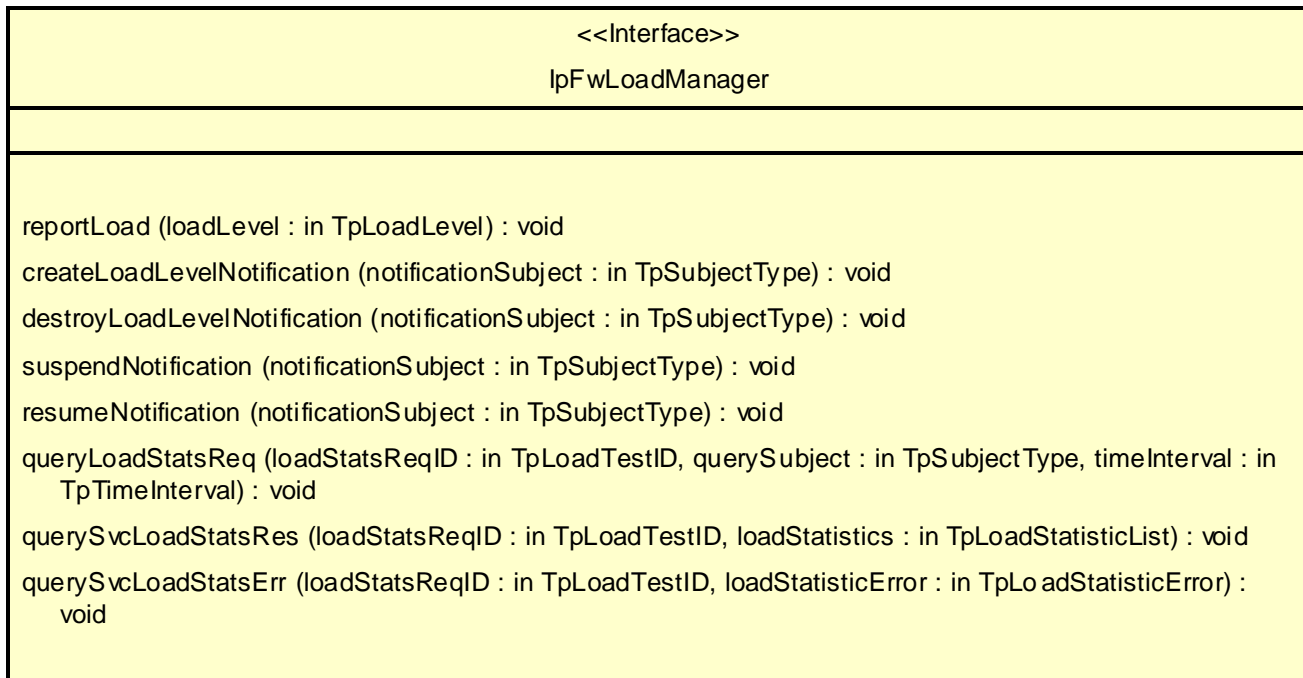 <<Interface>>
IpFwLoadManager
reportLoad (loadLevel : in TpLoadLevel) : void
createLoadLevelNotification (notificationSubject : in TpSubjectType) : void
destroyLoadLevelNotification (notificationSubject : in TpSubjectType) : void
suspendNotification (notificationSubject : in TpSubjectType) : void
resumeNotification (notificationSubject : in TpSubjectType) : void
queryLoadStatsReq (loadStatsReqID : in TpLoadTestID, querySubject : in TpSubjectType, timeInterval : in
TpTimeInterval) : void
querySvcLoadStatsRes (loadStatsReqID : in TpLoadTestID, loadStatistics : in TpLoadStatisticList) : void
querySvcLoadStatsErr (loadStatsReqID : in TpLoadTestID, loadStatisticError : in TpLoadStatisticError) :
void